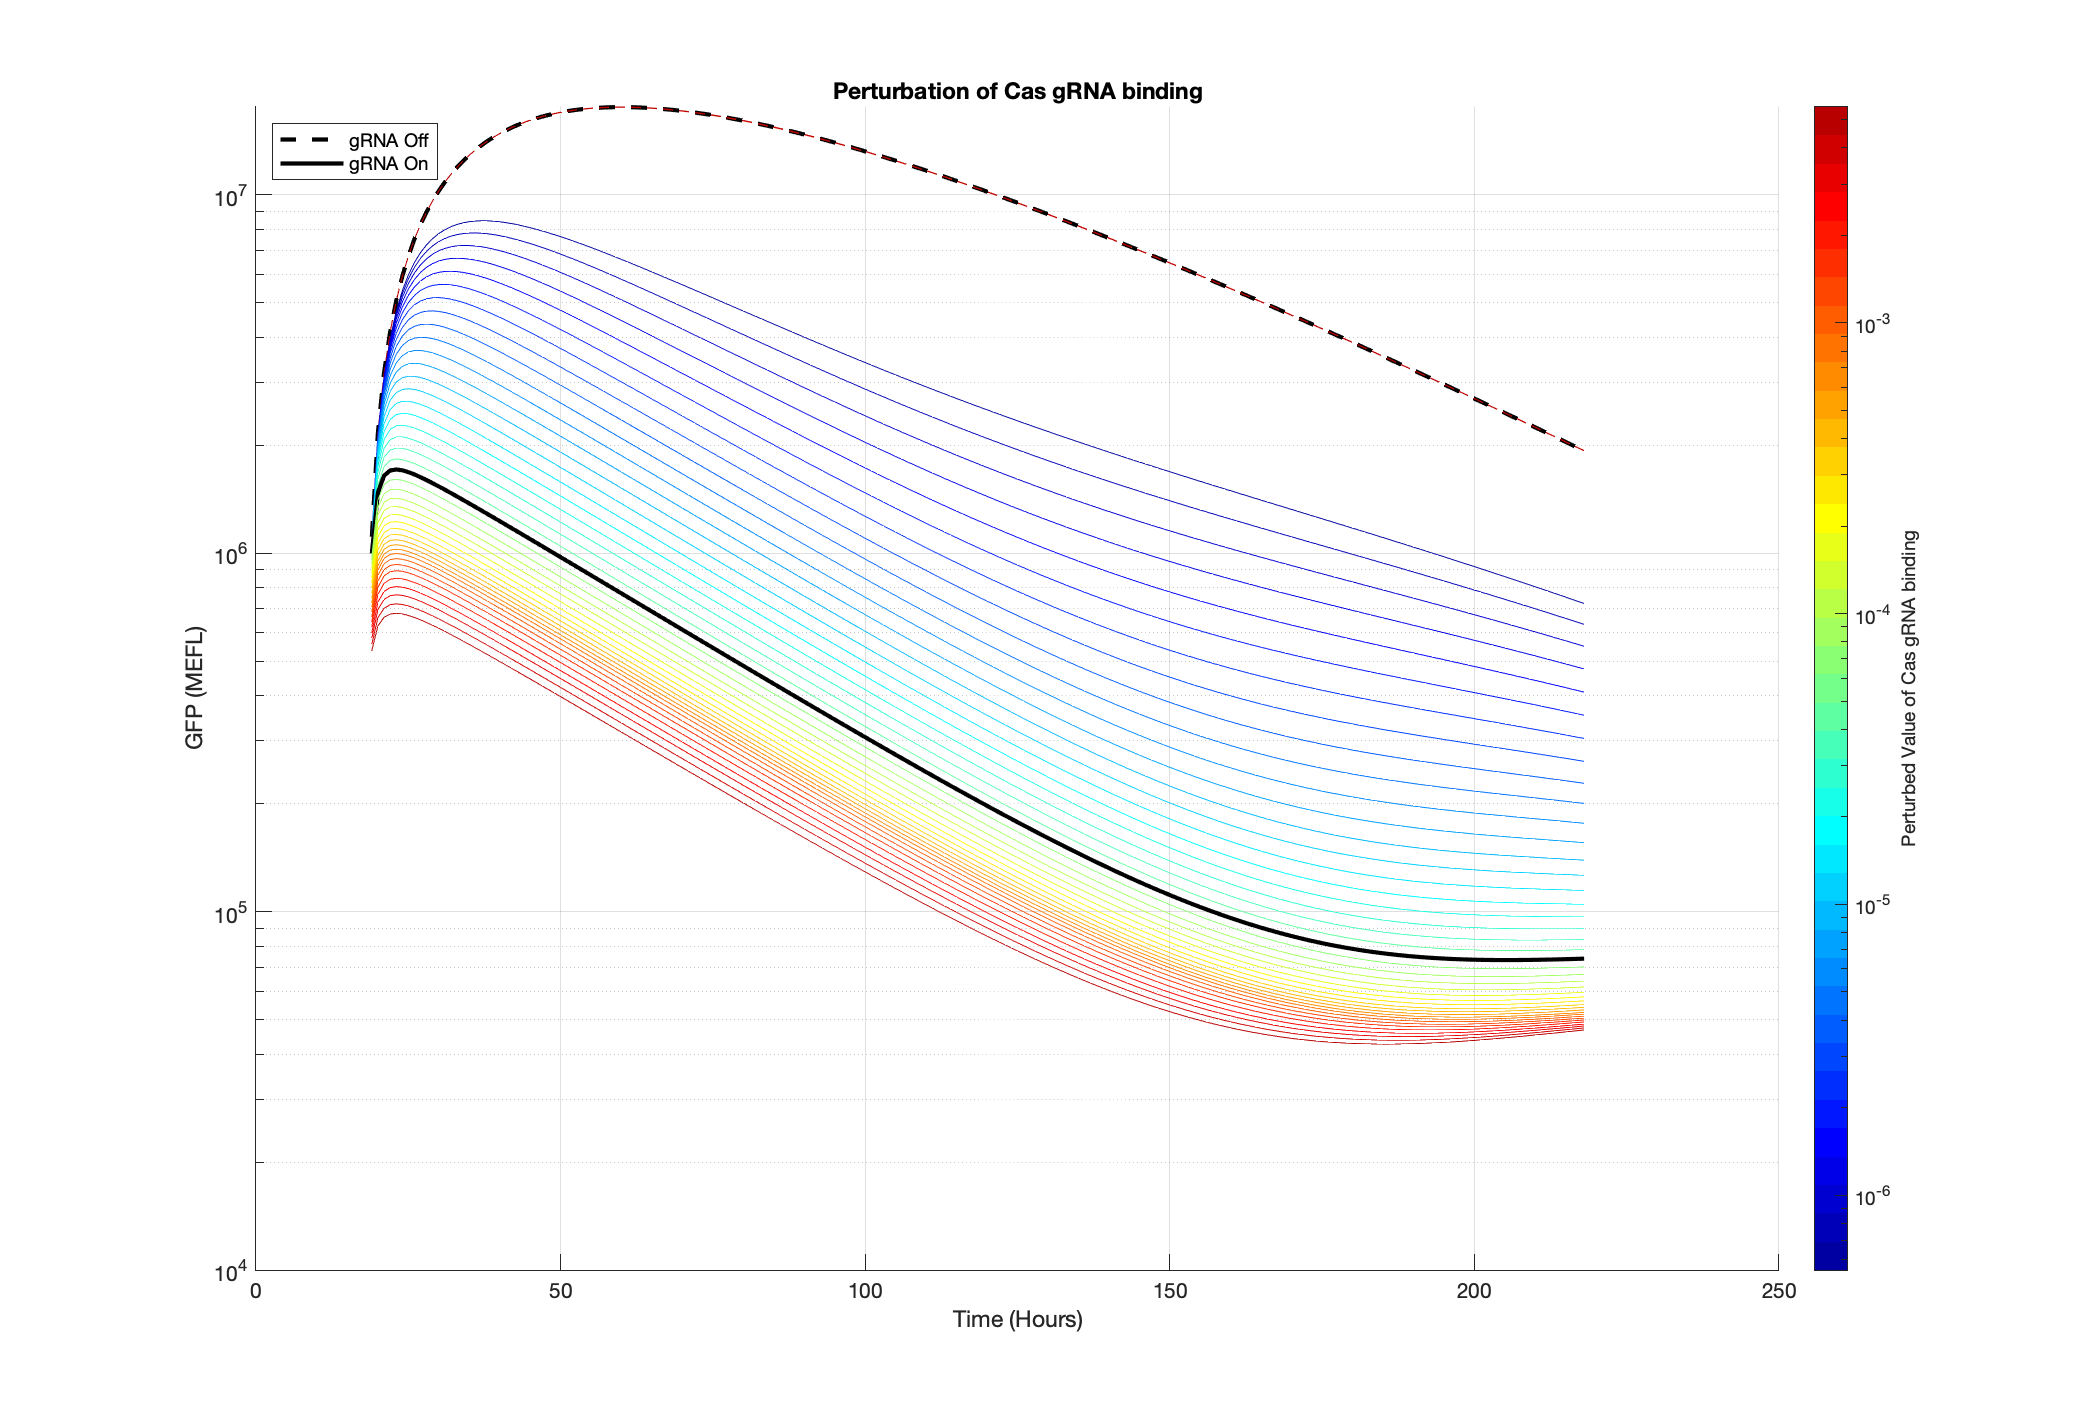 Perturbation of Cas gRNA binding
gRNA Off
gRNA On
10^7
10^6
10^5
10^4
GFP (MEFL)
0 50 100 150 200 250
Time (Hours)
10^-3
10^-4
10^-5
10^-6
Perturbed Value of Cas gRNA binding